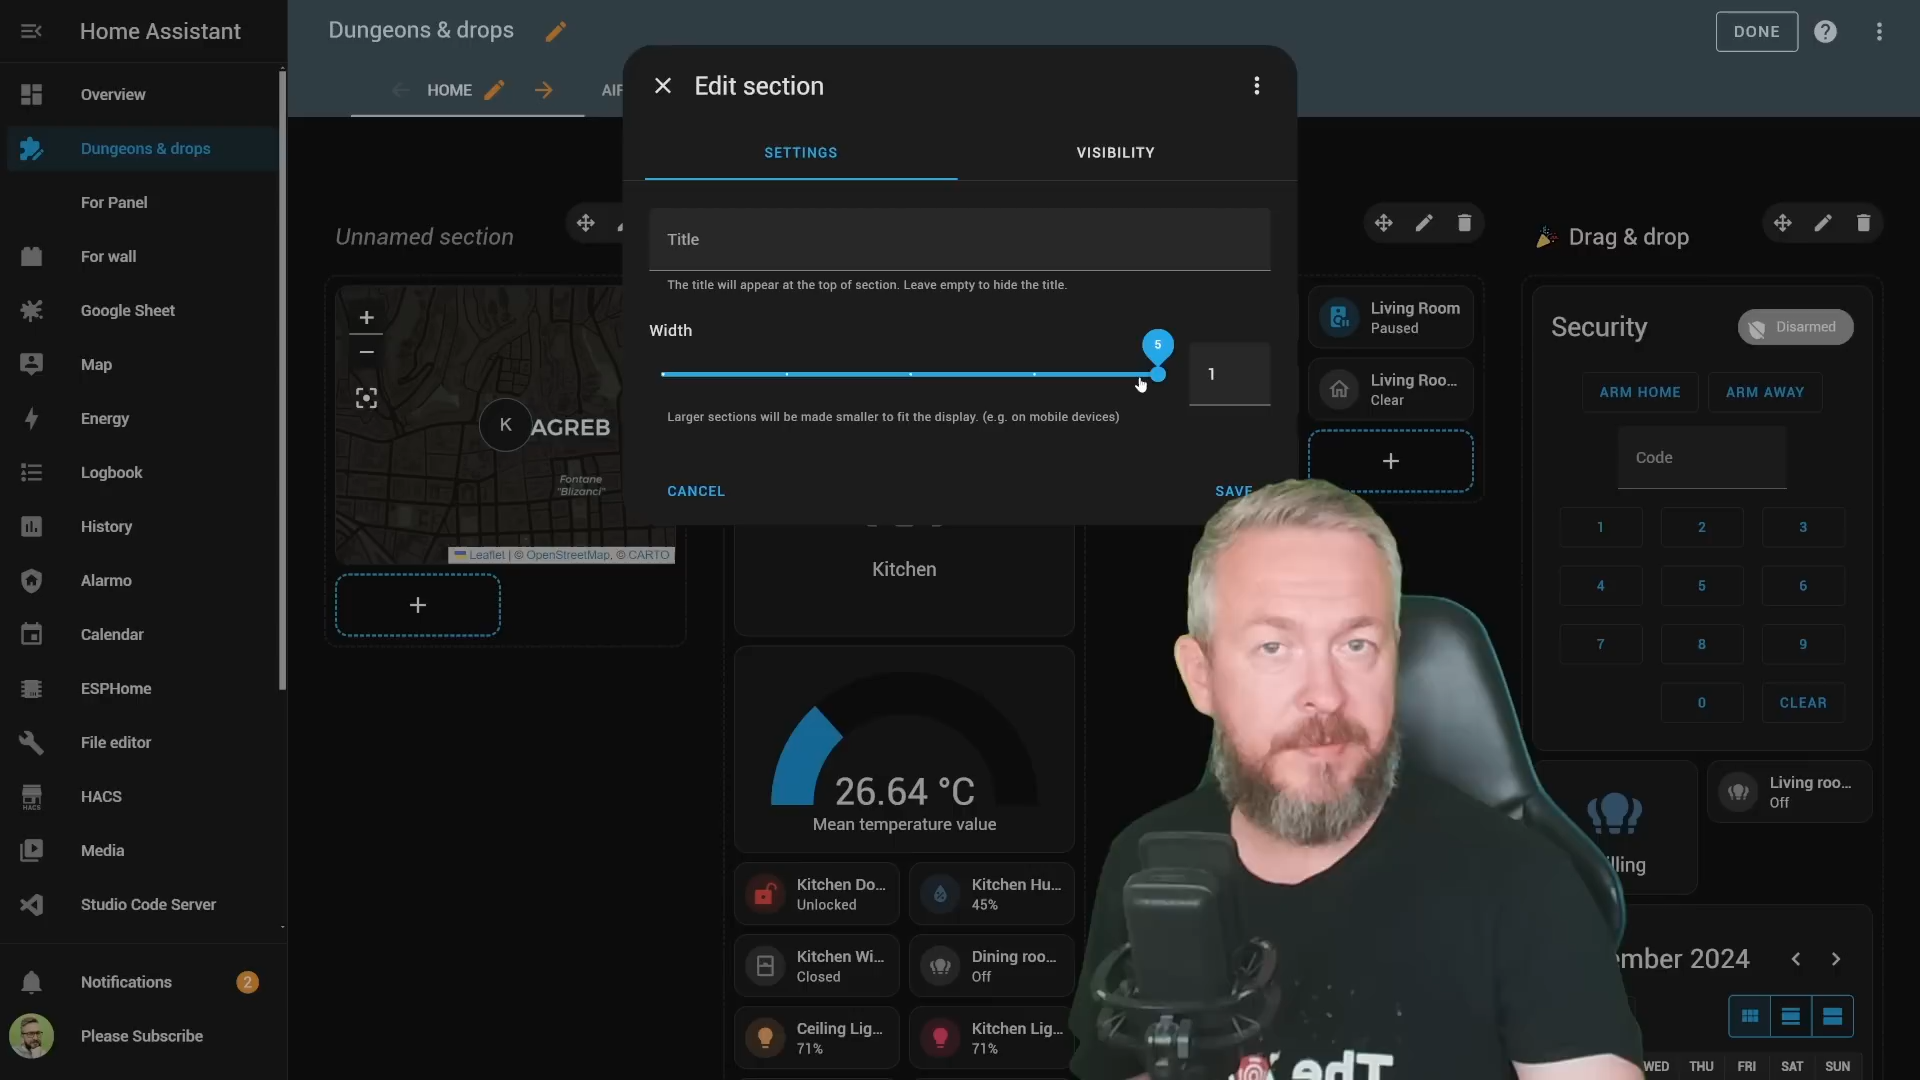 Home Assistant
Overview
Dungeons & drops
For Panel
For wall
Google Sheet
Map
Energy
Logbook
History
Alarmo
Calendar
ESPHome
File editor
HACS
HACS
Media
Studio Code Server
Notifications
2
Please Subscribe
Dungeons & drops
DONE
HOME
AIR
Edit section
SETTINGS
VISIBILITY
Title
The title will appear at the top of section. Leave empty to hide the title.
Width
5
1
Larger sections will be made smaller to fit the display. (e.g. on mobile devices)
CANCEL
SAVE
Unnamed section
K
AGREB
Fontane
"Blizanci"
Leaflet | © OpenStreetMap, © CARTO
Kitchen
26.64 °C
Mean temperature value
Kitchen Do...
Unlocked
Kitchen Hu...
45%
Kitchen Wi...
Closed
Dining roo...
Off
Ceiling Lig...
71%
Kitchen Lig...
71%
Living Room
Paused
Living Roo...
Clear
Drag & drop
Security
Disarmed
ARM HOME
ARM AWAY
Code
1
2
3
4
5
6
7
8
9
0
CLEAR
Living roo...
Off
lling
mber 2024
WED
THU
FRI
SAT
SUN
The